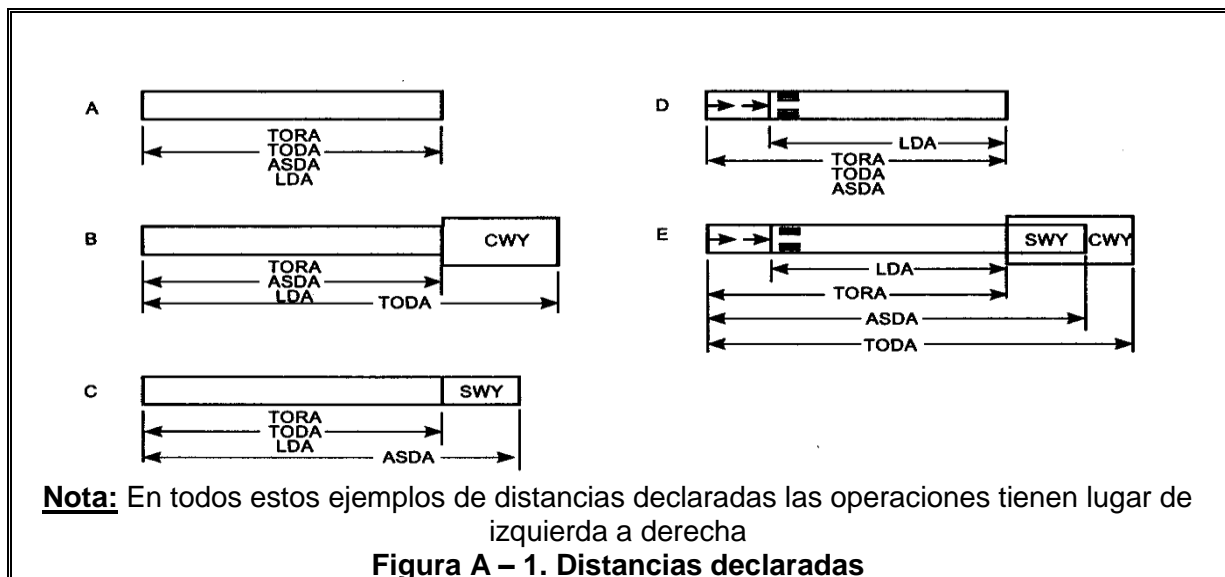 A
TORA
TODA
ASDA
LDA
B
CWY
TORA
ASDA
LDA
TODA
C
SWY
TORA
TODA
LDA
ASDA
D
LDA
TORA
TODA
ASDA
E
SWY
CWY
LDA
TORA
ASDA
TODA
Nota: En todos estos ejemplos de distancias declaradas las operaciones tienen lugar de
izquierda a derecha
Figura A – 1. Distancias declaradas